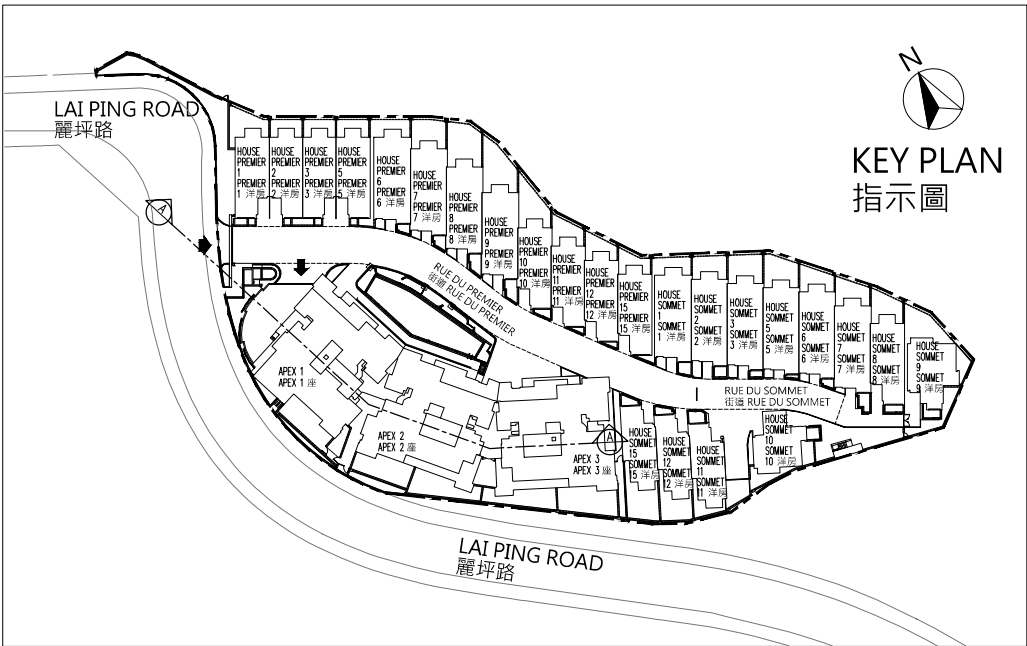 N
KEY PLAN
指示圖
LAI PING ROAD
麗坪路
A
HOUSE
PREMIER
1
PREMIER
1 洋房
HOUSE
PREMIER
2
PREMIER
2 洋房
HOUSE
PREMIER
3
PREMIER
3 洋房
HOUSE
PREMIER
5
PREMIER
5 洋房
HOUSE
PREMIER
6
PREMIER
6 洋房
HOUSE
PREMIER
7
PREMIER
7 洋房
HOUSE
PREMIER
8
PREMIER
8 洋房
HOUSE
PREMIER
9
PREMIER
9 洋房
HOUSE
PREMIER
10
PREMIER
10 洋房
HOUSE
PREMIER
11
PREMIER
11 洋房
HOUSE
PREMIER
12
PREMIER
12 洋房
HOUSE
PREMIER
15
PREMIER
15 洋房
HOUSE
SOMMET
1
SOMMET
1 洋房
HOUSE
SOMMET
2
SOMMET
2 洋房
HOUSE
SOMMET
3
SOMMET
3 洋房
HOUSE
SOMMET
5
SOMMET
5 洋房
HOUSE
SOMMET
6
SOMMET
6 洋房
HOUSE
SOMMET
7
SOMMET
7 洋房
HOUSE
SOMMET
8
SOMMET
8 洋房
HOUSE
SOMMET
9
SOMMET
9 洋房
RUE DU PREMIER
街道 RUE DU PREMIER
RUE DU SOMMET
街道 RUE DU SOMMET
APEX 1
APEX 1 座
APEX 2
APEX 2 座
APEX 3
APEX 3 座
A
HOUSE
SOMMET
15
SOMMET
15 洋房
HOUSE
SOMMET
12
SOMMET
12 洋房
HOUSE
SOMMET
11
SOMMET
11 洋房
HOUSE
SOMMET
10
SOMMET
10 洋房
LAI PING ROAD
麗坪路